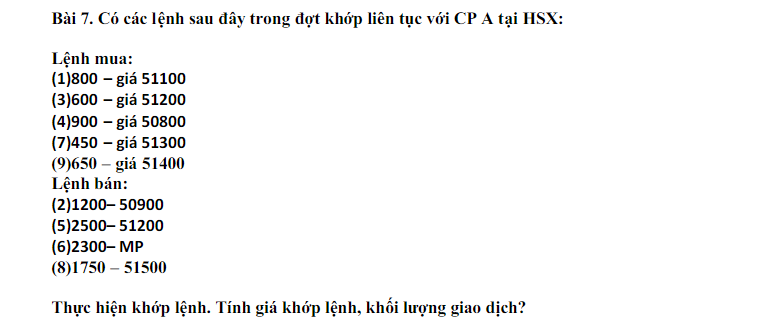 Bài 7. Có các lệnh sau đây trong đợt khớp liên tục với CP A tại HSX:
Lệnh mua:
(1)800 – giá 51100
(3)600 – giá 51200
(4)900 – giá 50800
(7)450 – giá 51300
(9)650 – giá 51400
Lệnh bán:
(2)1200– 50900
(5)2500– 51200
(6)2300– MP
(8)1750 – 51500
Thực hiện khớp lệnh. Tính giá khớp lệnh, khối lượng giao dịch?